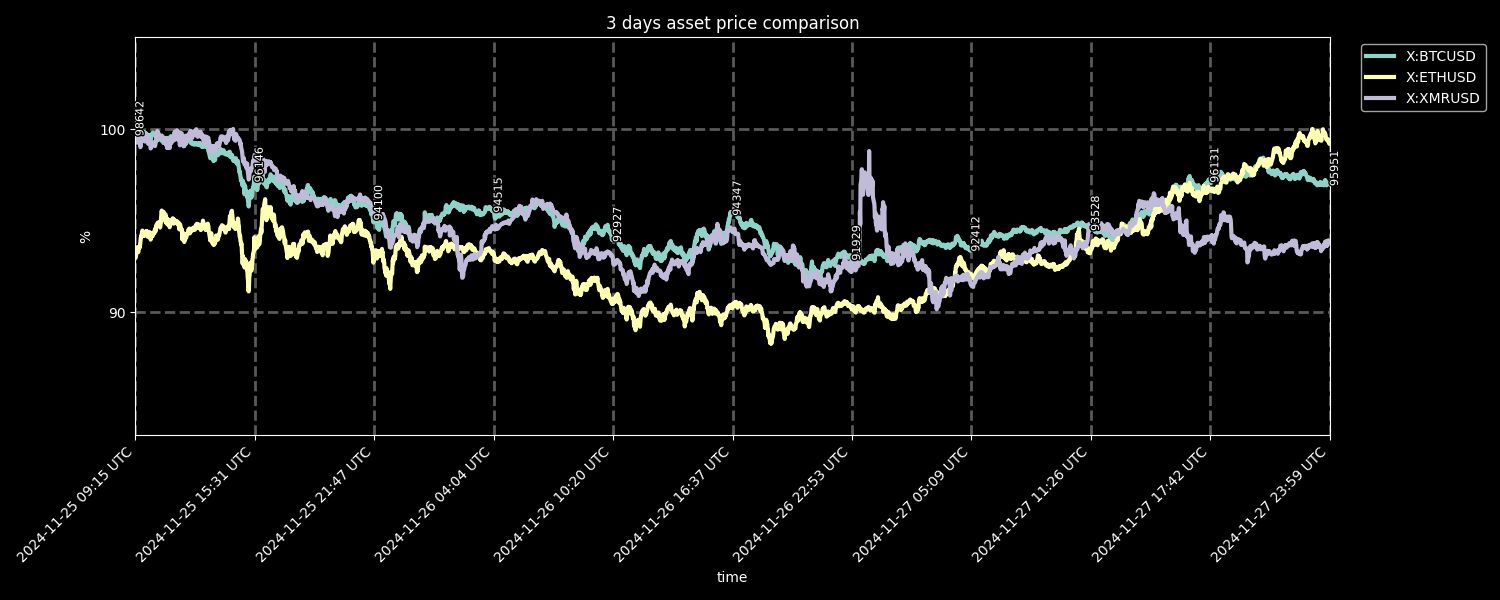 3 days asset price comparison
X:BTCUSD
X:ETHUSD
X:XMRUSD
100
90
%
98642
96146
94100
94515
92927
94347
91929
92412
93528
96131
95951
2024-11-25 09:15 UTC
2024-11-25 15:31 UTC
2024-11-25 21:47 UTC
2024-11-26 04:04 UTC
2024-11-26 10:20 UTC
2024-11-26 16:37 UTC
2024-11-26 22:53 UTC
2024-11-27 05:09 UTC
2024-11-27 11:26 UTC
2024-11-27 17:42 UTC
2024-11-27 23:59 UTC
time